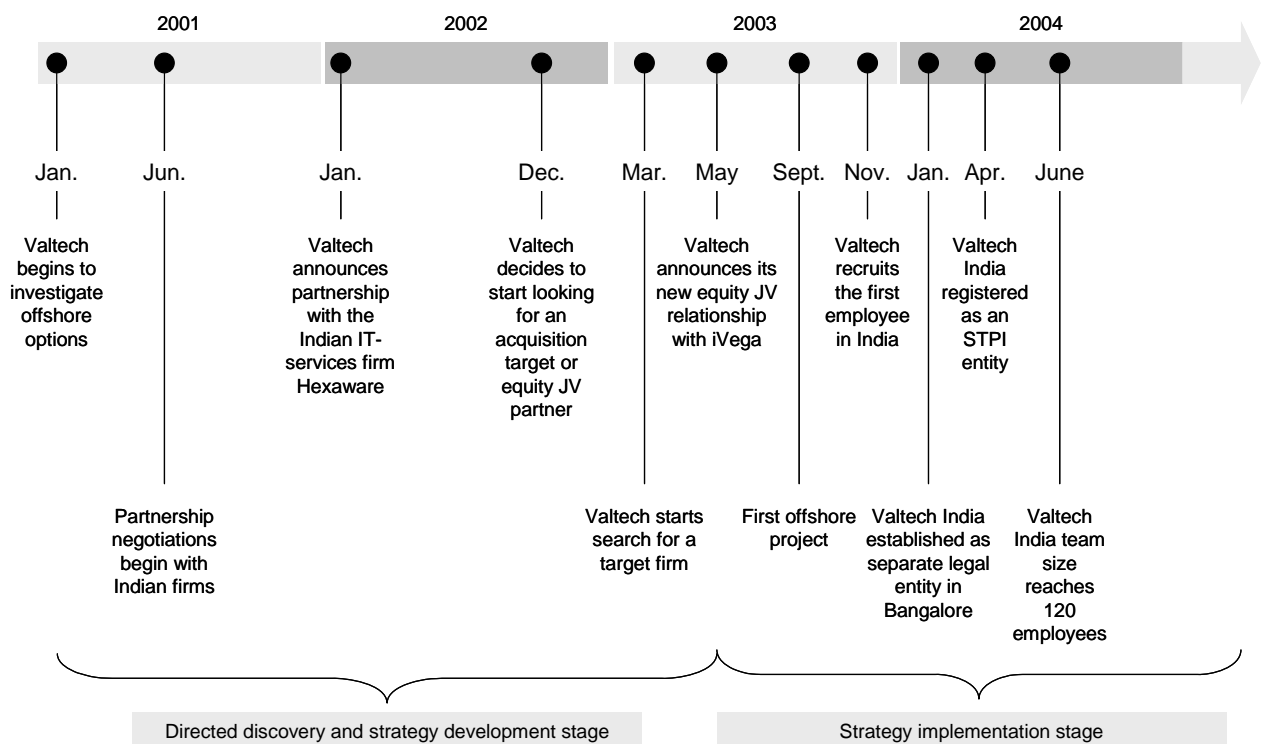 2001
2002
2003
2004
Jan.
Jun.
Jan.
Dec.
Mar.
May
Sept.
Nov.
Jan.
Apr.
June
Valtech
begins to
investigate
offshore
options
Valtech
announces
partnership
with the
Indian IT-
services firm
Hexaware
Valtech
decides to
start looking
for an
acquisition
target or
equity JV
partner
Valtech
announces its
new equity JV
relationship
with iVega
Valtech
recruits
the first
employee
in India
Valtech
India
registered
as an
STPI
entity
Partnership
negotiations
begin with
Indian firms
Valtech starts
search for a
target firm
First offshore
project
Valtech India
established as
separate legal
entity in
Bangalore
Valtech
India team
size
reaches
120
employees
Directed discovery and strategy development stage
Strategy implementation stage